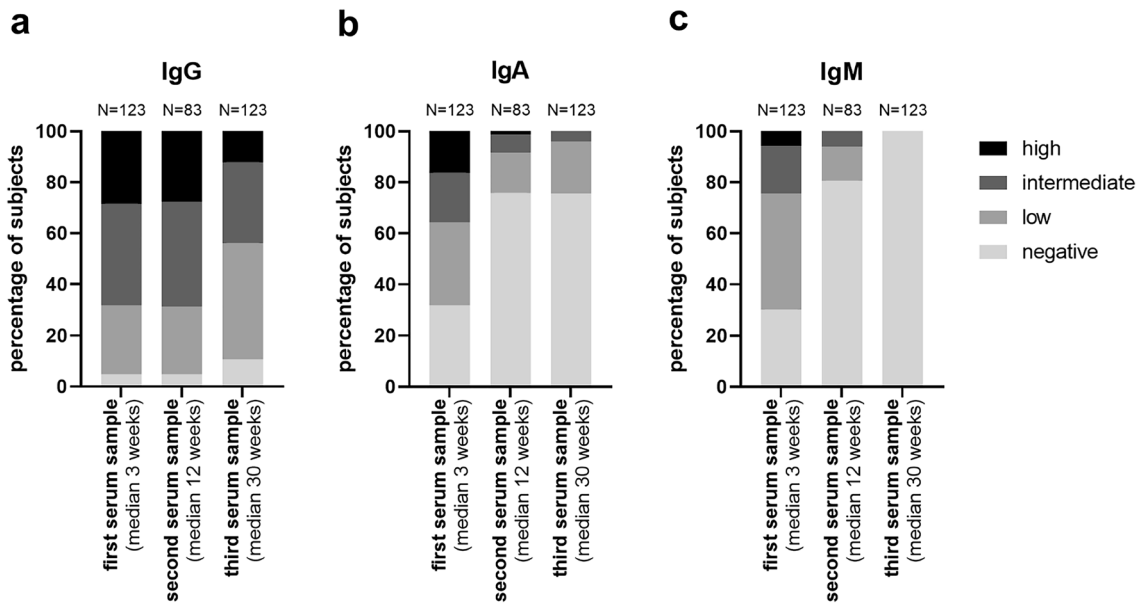 a
b
c
IgG
IgA
IgM
N=123 N=83 N=123
N=123 N=83 N=123
N=123 N=83 N=123
percentage of subjects
100
80
60
40
20
0
first serum sample
(median 3 weeks)
second serum sample
(median 12 weeks)
third serum sample
(median 30 weeks)
percentage of subjects
100
80
60
40
20
0
first serum sample
(median 3 weeks)
second serum sample
(median 12 weeks)
third serum sample
(median 30 weeks)
percentage of subjects
100
80
60
40
20
0
first serum sample
(median 3 weeks)
second serum sample
(median 12 weeks)
third serum sample
(median 30 weeks)
high
intermediate
low
negative